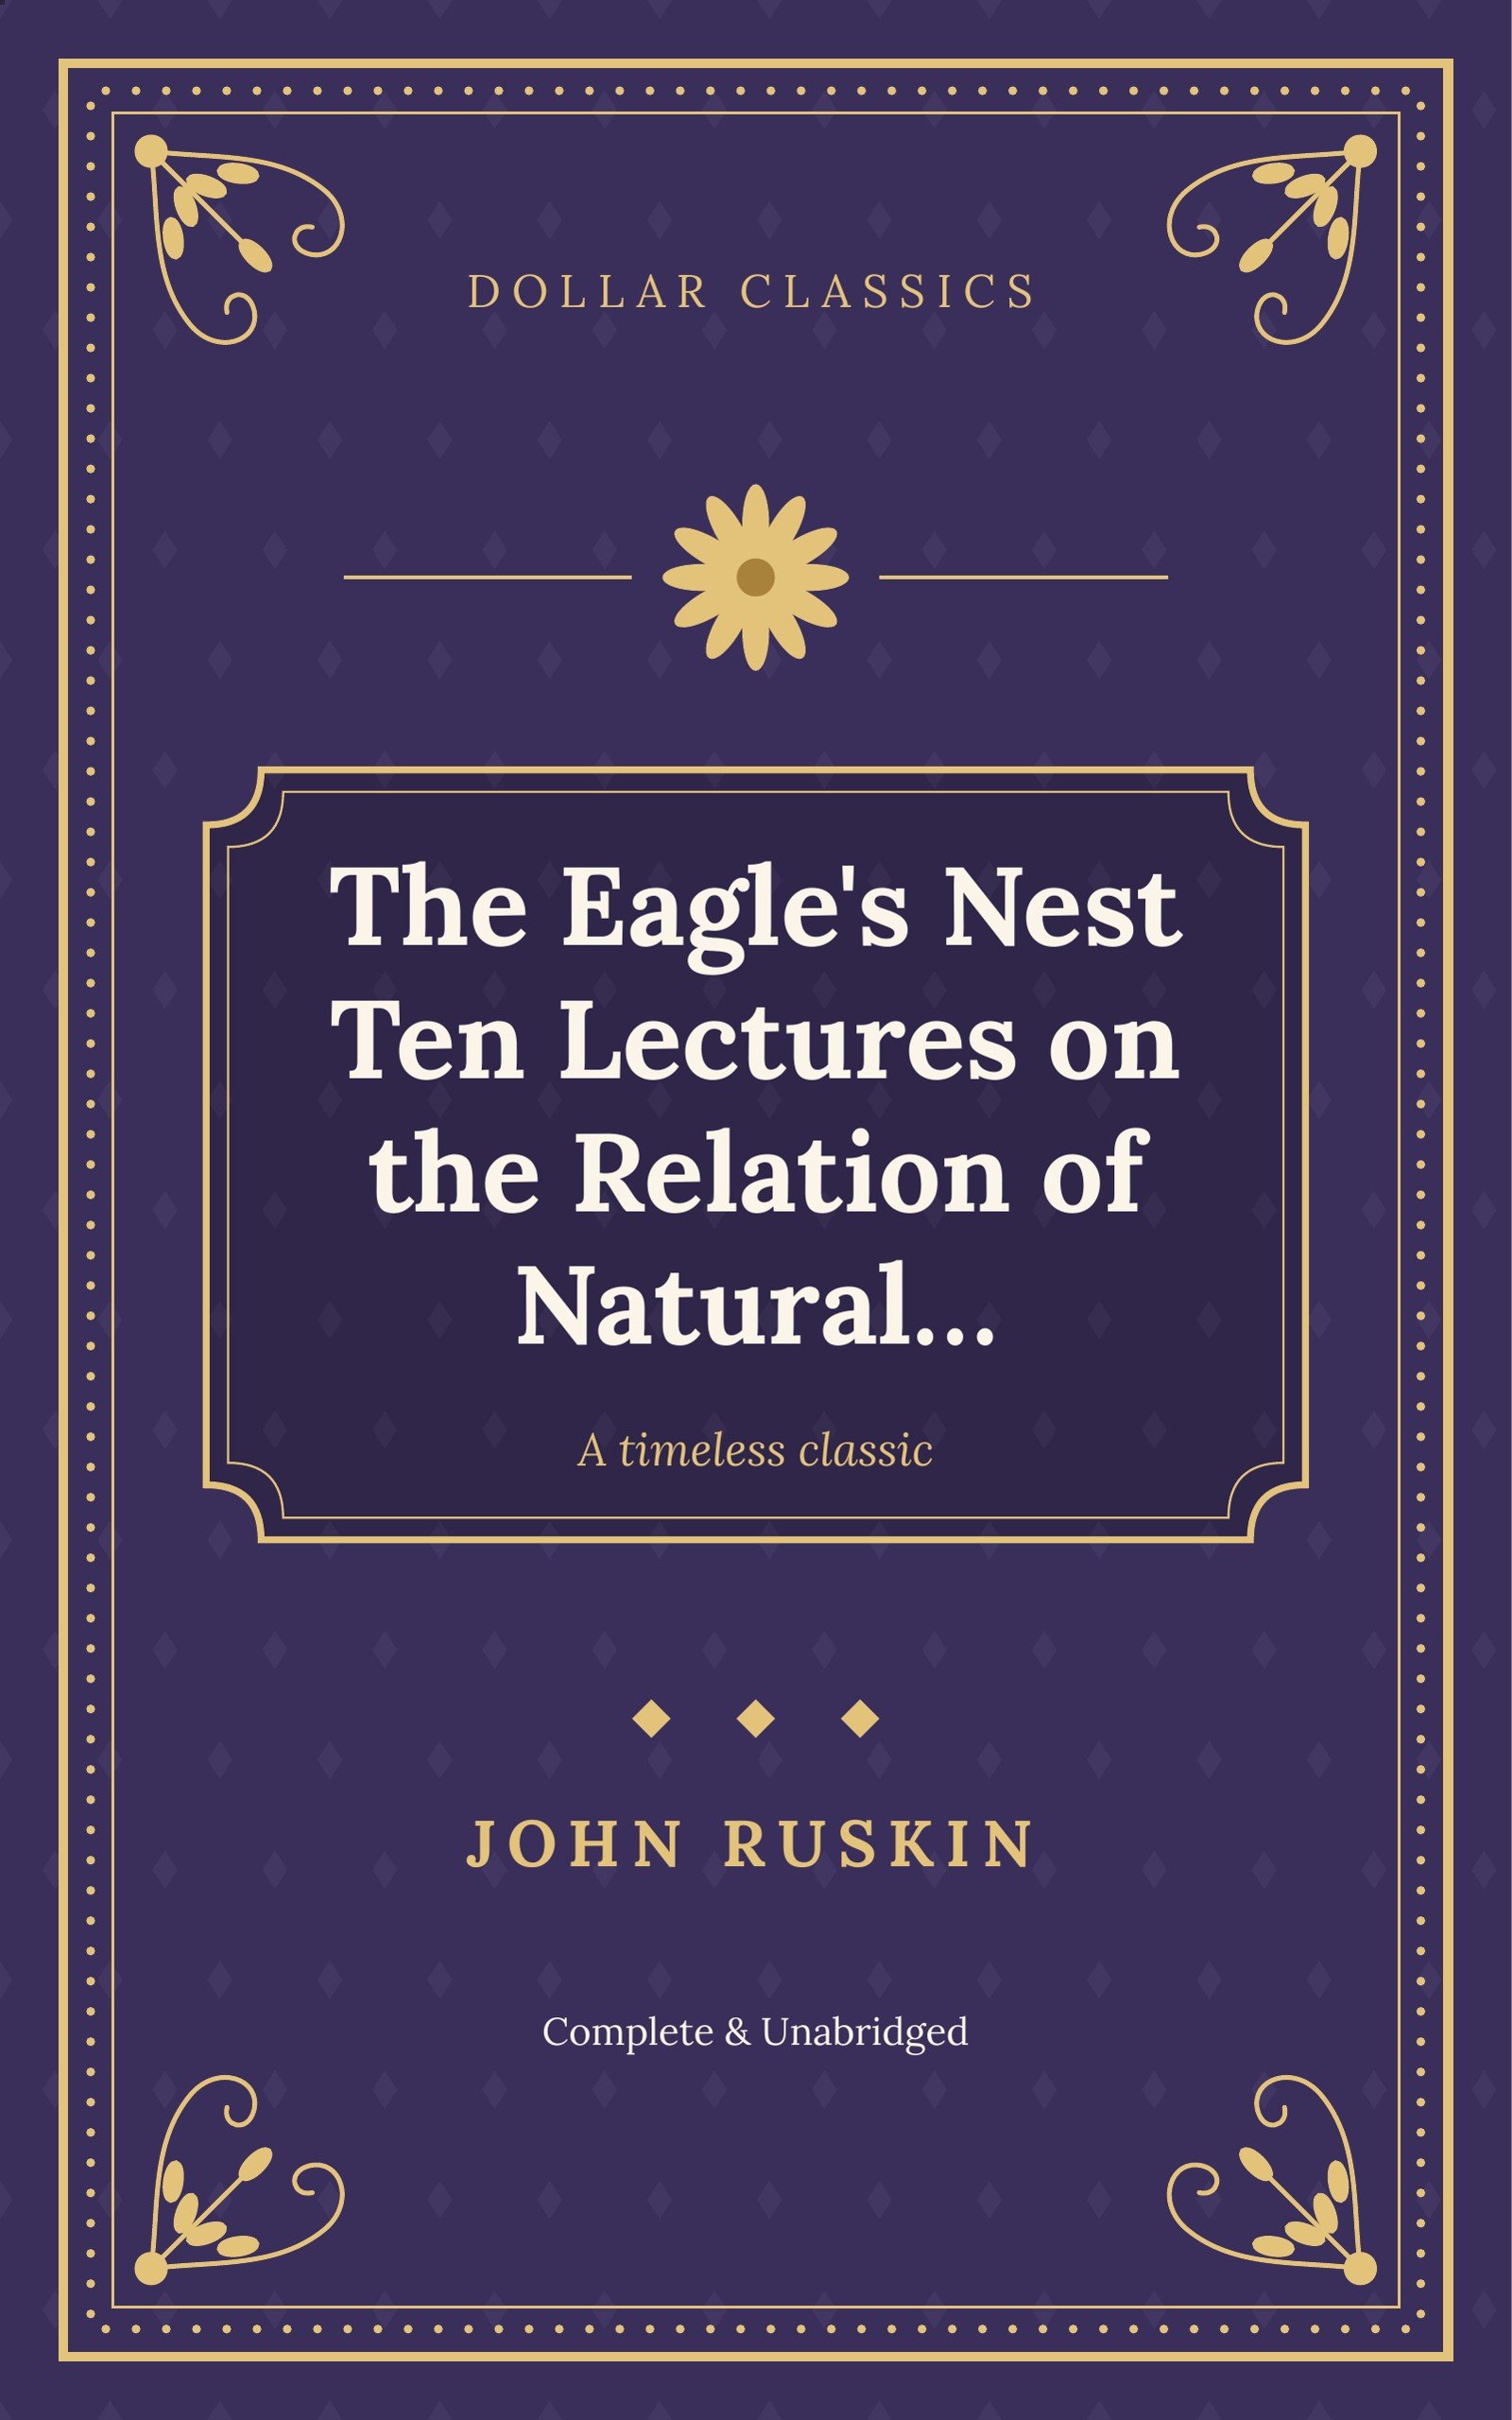 DOLLAR CLASSICS
The Eagle's Nest
Ten Lectures on
the Relation of
Natural...
A timeless classic
JOHN RUSKIN
Complete & Unabridged